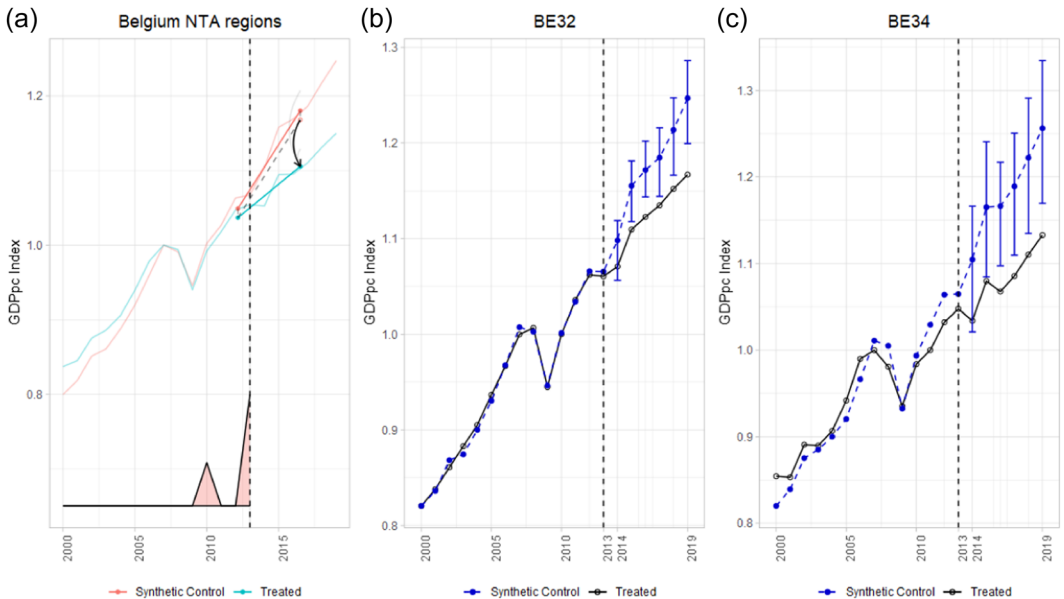 (a) Belgium NTA regions
GDPpc Index
1.2
1.0
0.8
2000 2005 2010 2015
Synthetic Control Treated
(b) BE32
GDPpc Index
1.3
1.2
1.1
1.0
0.9
0.8
2000 2005 2010 2013 2014 2019
Synthetic Control Treated
(c) BE34
GDPpc Index
1.3
1.2
1.1
1.0
0.9
0.8
2000 2005 2010 2013 2014 2019
Synthetic Control Treated